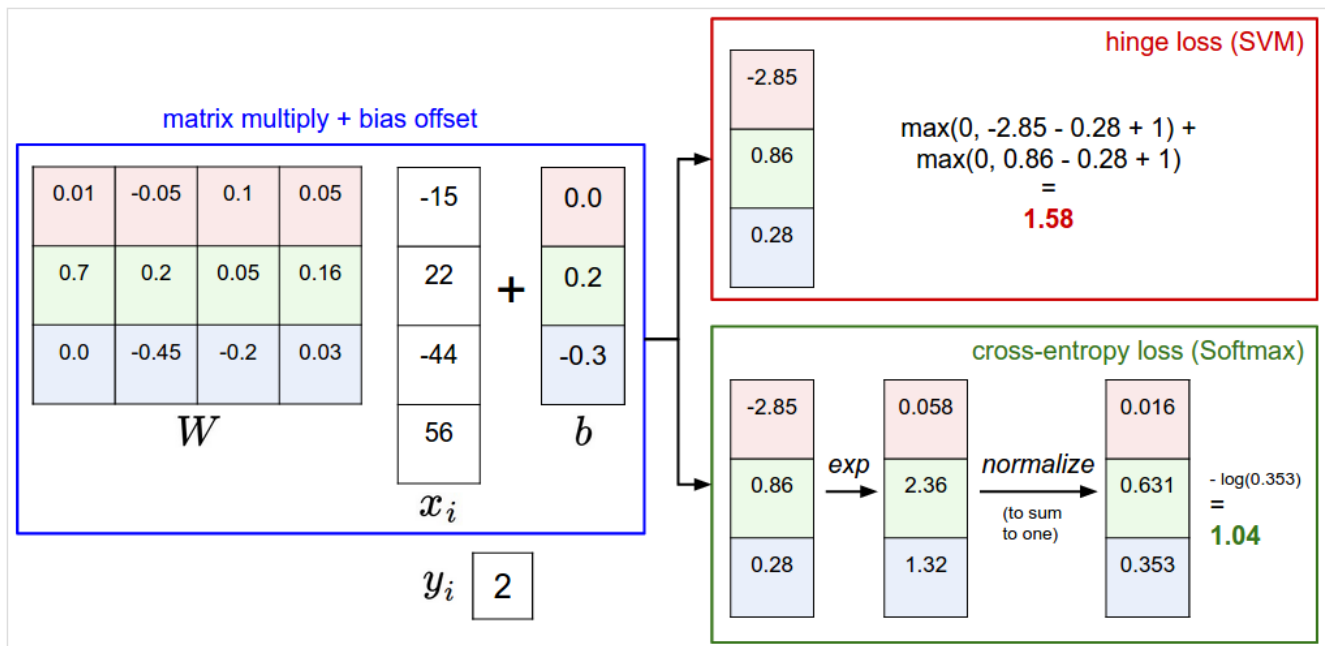 matrix multiply + bias offset
0.01 -0.05 0.1 0.05
0.7 0.2 0.05 0.16
0.0 -0.45 -0.2 0.03
W
-15
22
-44
56
x_i
+
0.0
0.2
-0.3
b
y_i 2
hinge loss (SVM)
-2.85
0.86
0.28
max(0, -2.85 - 0.28 + 1) +
max(0, 0.86 - 0.28 + 1)
=
1.58
cross-entropy loss (Softmax)
-2.85
0.86
0.28
exp
0.058
2.36
1.32
normalize
(to sum
to one)
0.016
0.631
0.353
- log(0.353)
=
1.04